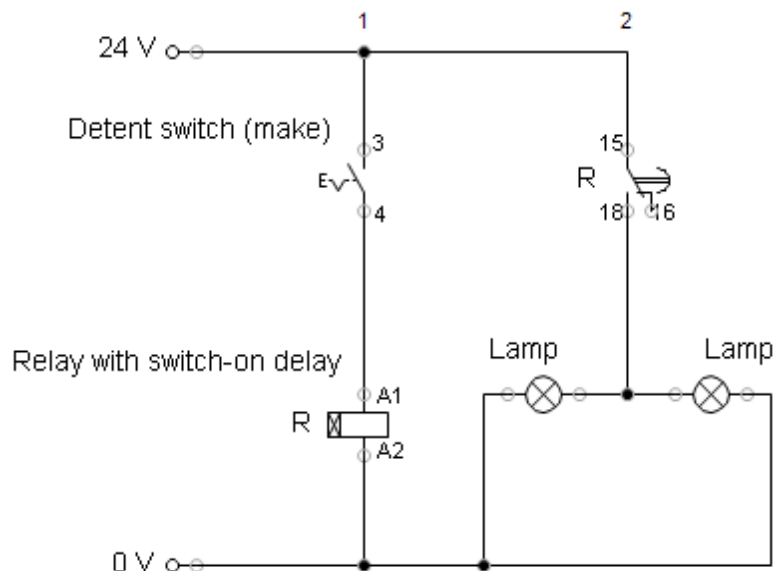 1 2
24 V
Detent switch (make)
3 15
E R
4 18 16
Lamp Lamp
Relay with switch-on delay
A1
R
A2
0 V